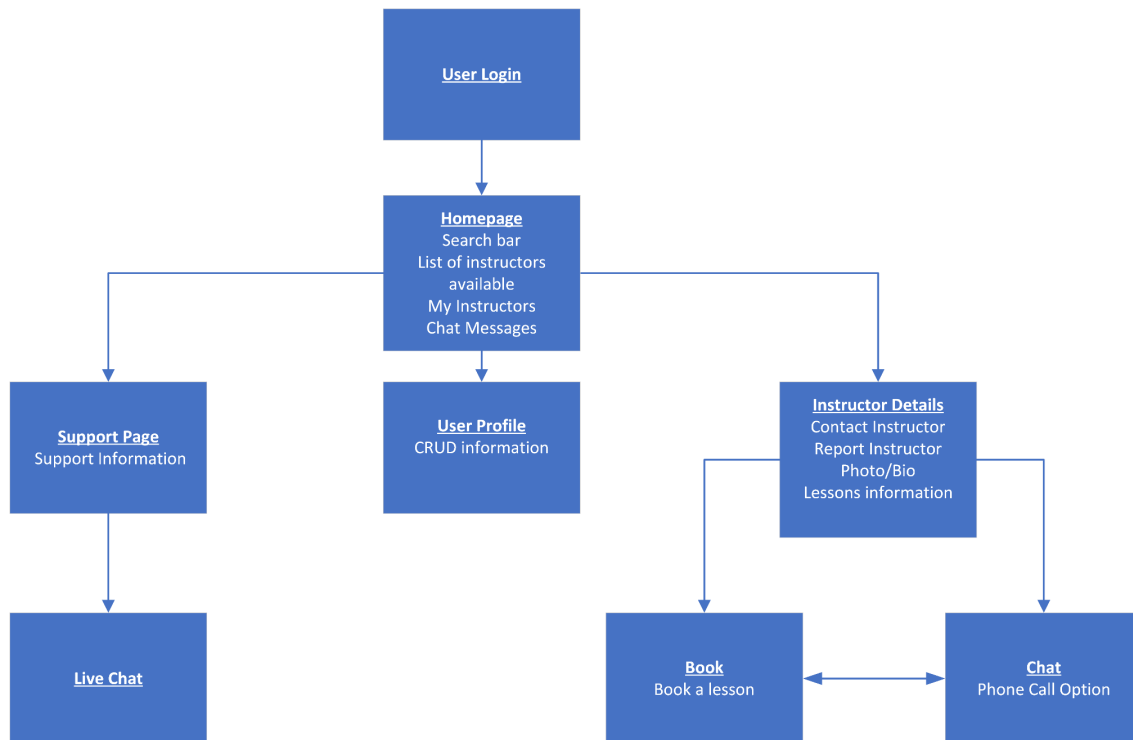 User Login
Homepage
Search bar
List of instructors
available
My Instructors
Chat Messages
Support Page
Support Information
User Profile
CRUD information
Instructor Details
Contact Instructor
Report Instructor
Photo/Bio
Lessons information
Live Chat
Book
Book a lesson
Chat
Phone Call Option